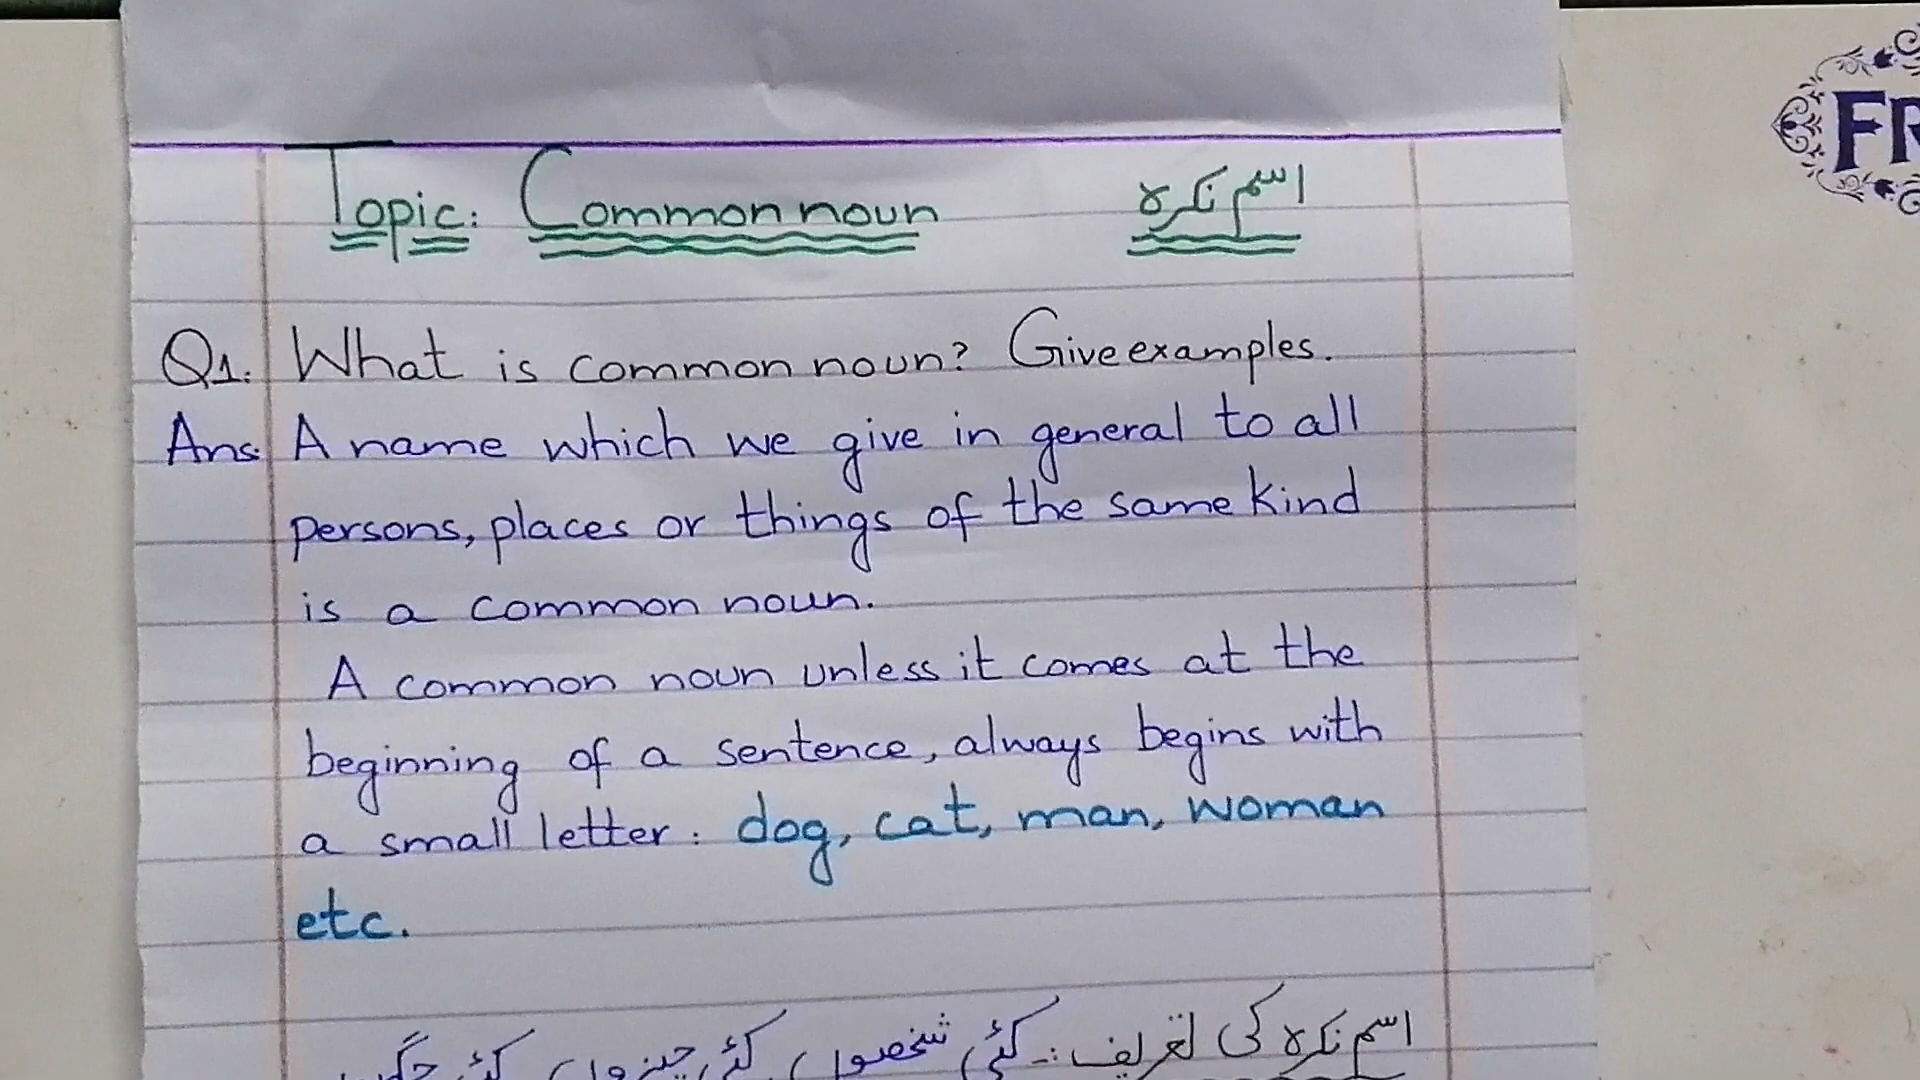 Topic: Common noun اسم نکرہ
FR
Q1. What is common noun? Give examples.
Ans: A name which we give in general to all
persons, places or things of the same kind
is a common noun.
A common noun unless it comes at the
beginning of a sentence, always begins with
a small letter: dog, cat, man, woman
etc.
اسم نکرہ کی تعریف:۔ کئی شخصوں کئی چیزوں کئی